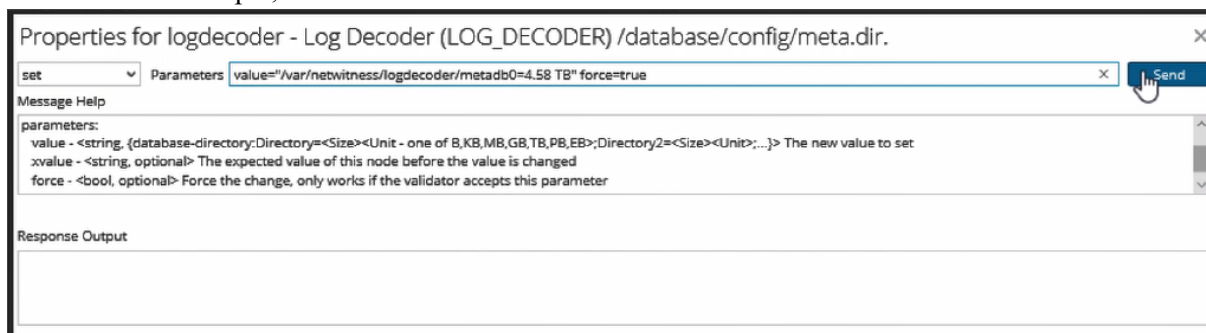 Properties for logdecoder - Log Decoder (LOG_DECODER) /database/config/meta.dir.
set Parameters value="/var/netwitness/logdecoder/metadb0=4.58 TB" force=true Send
Message Help
parameters:
value - <string, {database-directory:Directory=<Size><Unit - one of B,KB,MB,GB,TB,PB,EB>;Directory2=<Size><Unit>;...}> The new value to set
xvalue - <string, optional> The expected value of this node before the value is changed
force - <bool, optional> Force the change, only works if the validator accepts this parameter
Response Output